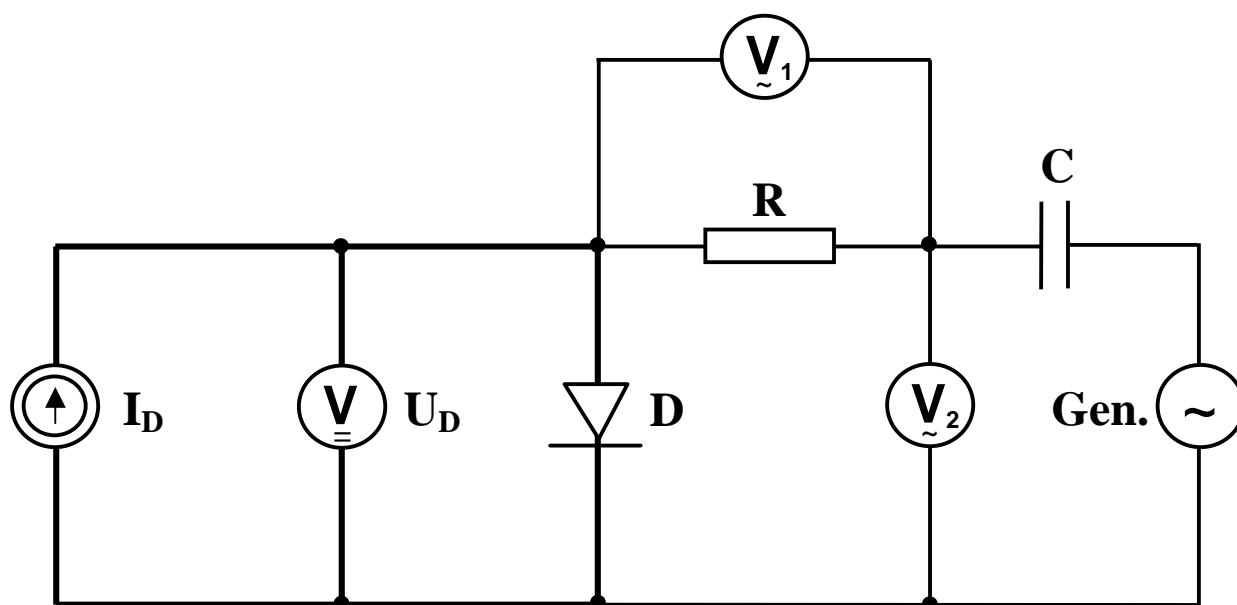 V1
~
C
R
ID
V
=
UD
D
V2
~
Gen.
~